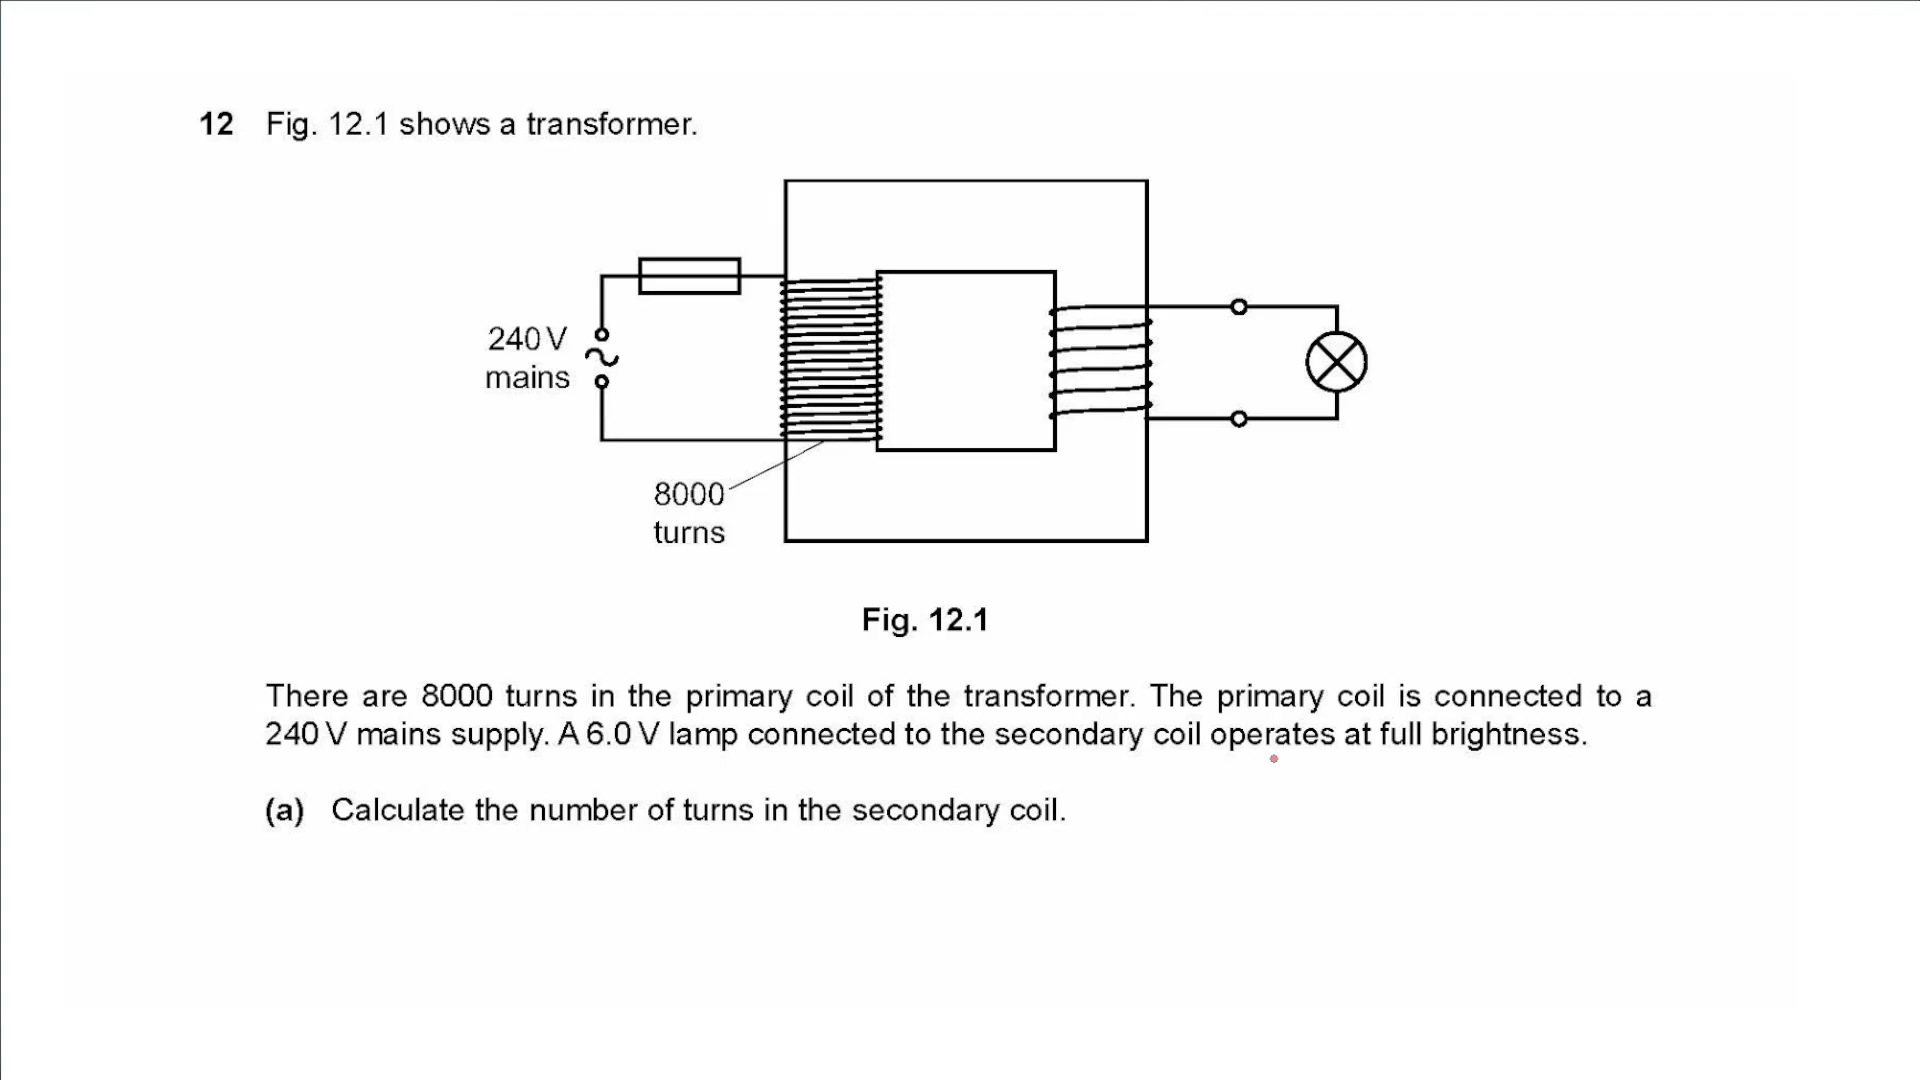 12 Fig. 12.1 shows a transformer.
240 V
mains
8000
turns
Fig. 12.1
There are 8000 turns in the primary coil of the transformer. The primary coil is connected to a
240 V mains supply. A 6.0 V lamp connected to the secondary coil operates at full brightness.
(a) Calculate the number of turns in the secondary coil.